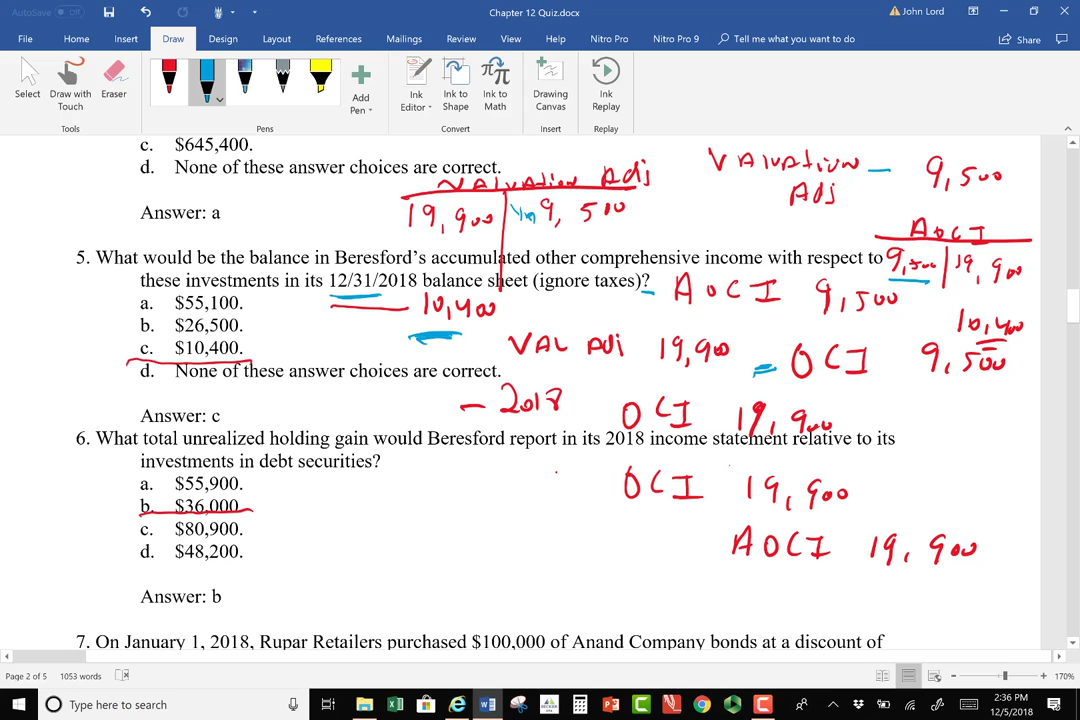 AutoSave Off Chapter 12 Quiz.docx John Lord
File Home Insert Draw Design Layout References Mailings Review View Help Nitro Pro Nitro Pro 9 Tell me what you want to do Share
Select Draw with Touch Eraser Add Pen Ink Editor Ink to Shape Ink to Math Drawing Canvas Ink Replay
Tools Pens Convert Insert Replay
c. $645,400.
d. None of these answer choices are correct.
VALUATION ADJ 9,500
Valuation Adj
19,900 9,500
Answer: a
AOCI
9,500 19,900
10,400
5. What would be the balance in Beresford’s accumulated other comprehensive income with respect to
these investments in its 12/31/2018 balance sheet (ignore taxes)?
AOCI 9,500
a. $55,100.
10,400
b. $26,500.
c. $10,400.
VAL ADJ 19,900
OCI 9,500
d. None of these answer choices are correct.
2018
OCI 19,900
Answer: c
6. What total unrealized holding gain would Beresford report in its 2018 income statement relative to its
investments in debt securities?
a. $55,900.
OCI 19,900
b. $36,000.
c. $80,900.
AOCI 19,900
d. $48,200.
Answer: b
7. On January 1, 2018, Rupar Retailers purchased $100,000 of Anand Company bonds at a discount of
Page 2 of 5 1053 words 170%
Type here to search
2:36 PM
12/5/2018